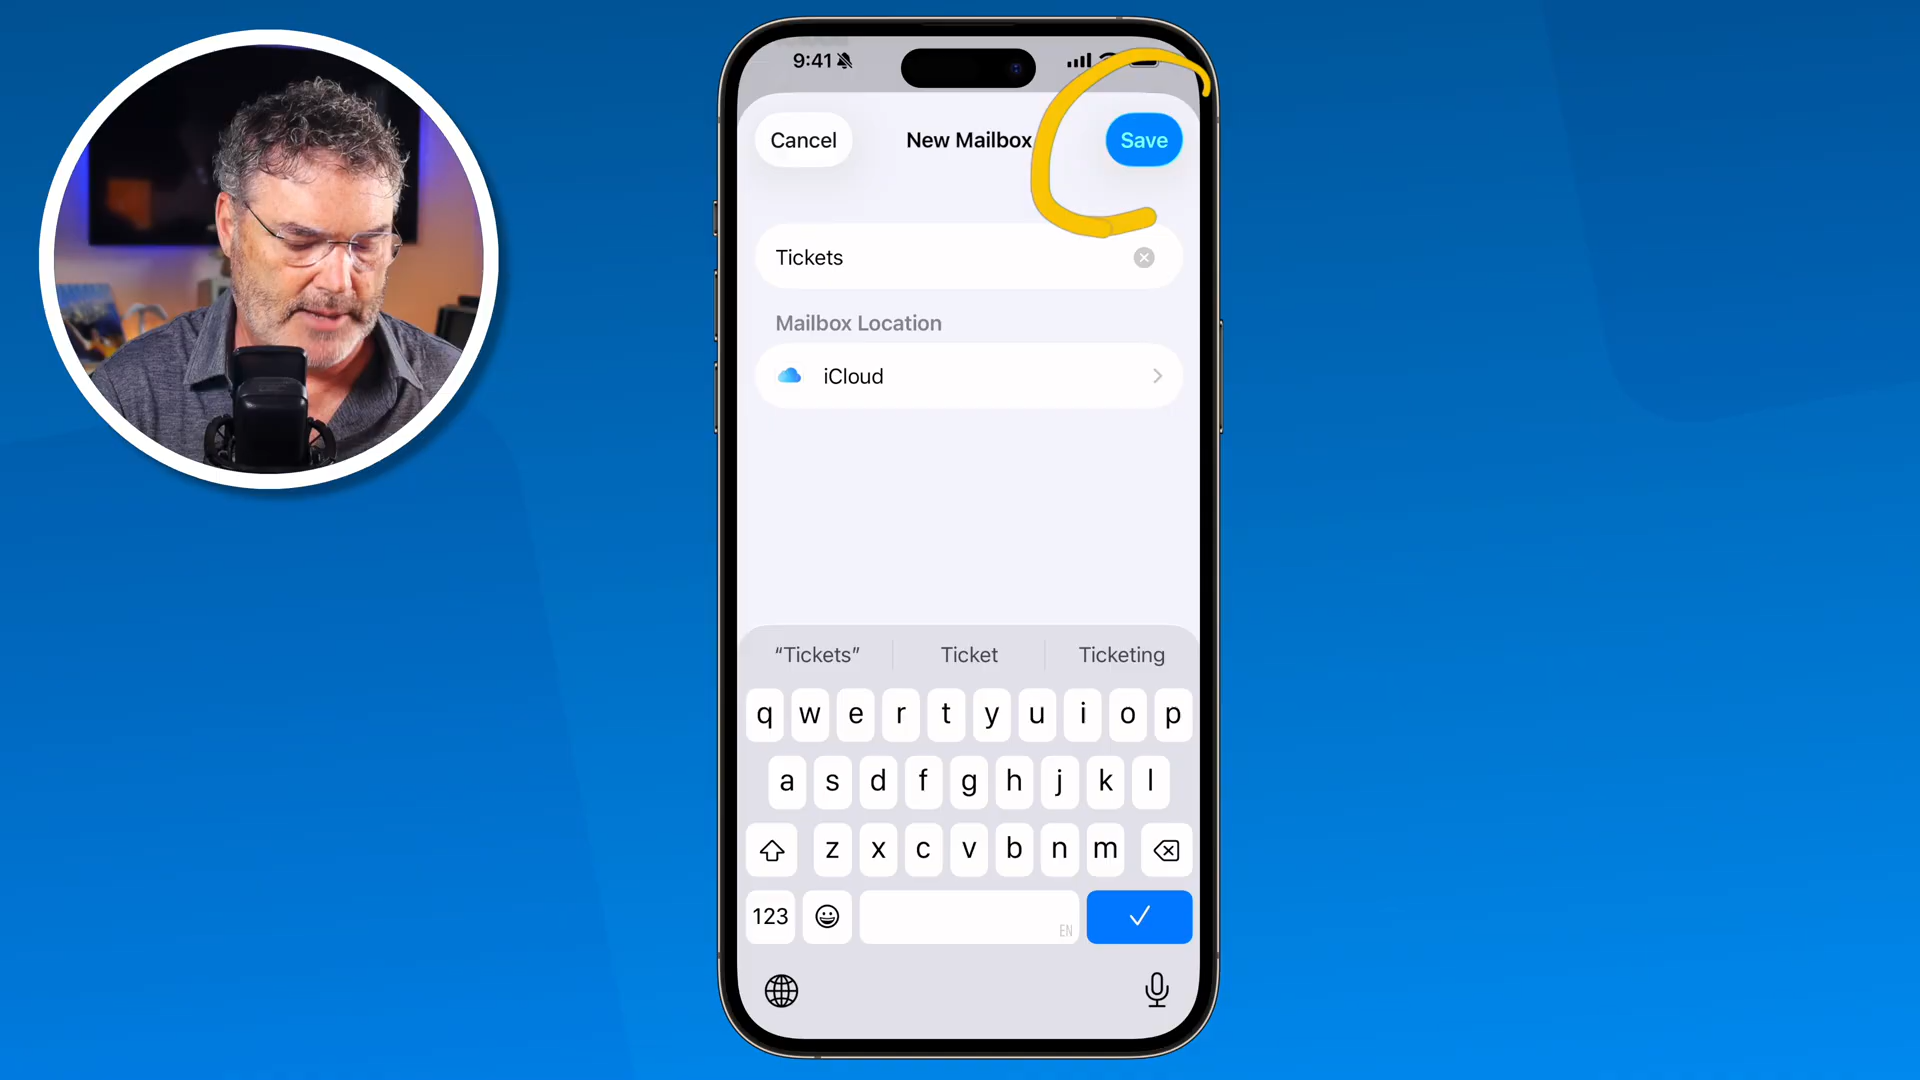 9:41
Cancel
New Mailbox
Save
Tickets
Mailbox Location
iCloud
“Tickets”
Ticket
Ticketing
q w e r t y u i o p
a s d f g h j k l
z x c v b n m
123
EN